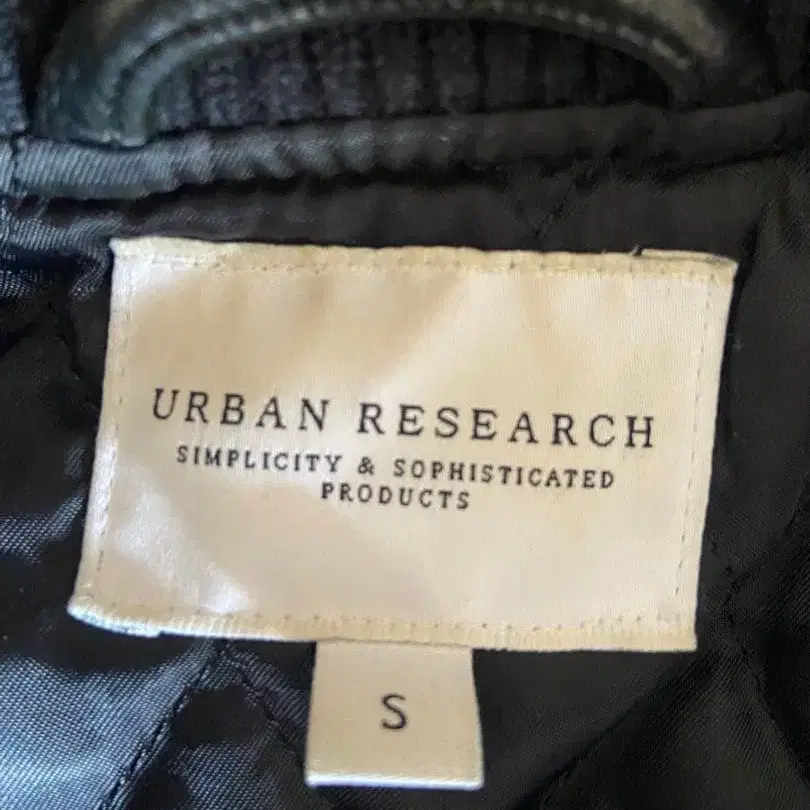 URBAN RESEARCH
SIMPLICITY & SOPHISTICATED
PRODUCTS
S